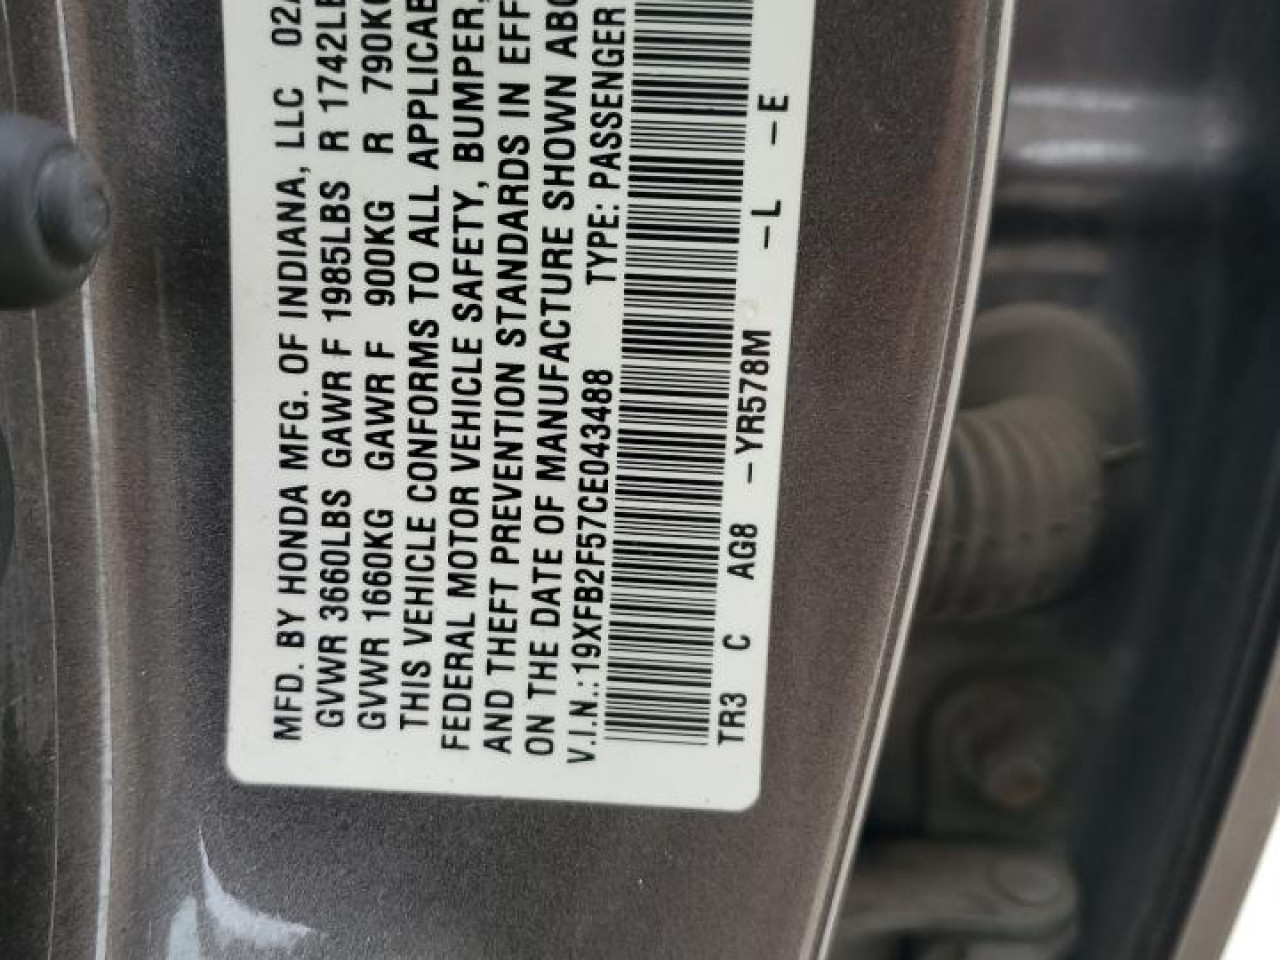 MFD. BY HONDA MFG. OF INDIANA, LLC 02/
GVWR 3660LBS GAWR F 1985LBS R 1742LB
GVWR 1660KG GAWR F 900KG R 790KG
THIS VEHICLE CONFORMS TO ALL APPLICAB
FEDERAL MOTOR VEHICLE SAFETY, BUMPER,
AND THEFT PREVENTION STANDARDS IN EFF
ON THE DATE OF MANUFACTURE SHOWN ABO
V.I.N.: 19XFB2F57CE043488 TYPE: PASSENGER
TR3 C AG8 -YR578M -L -E